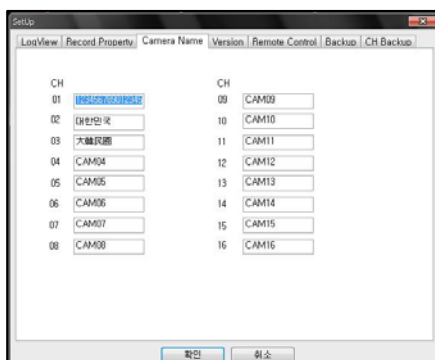 SetUp
LogView Record Property Camera Name Version Remote Control Backup CH Backup
CH CH
01 09 CAM09
02 대한민국 10 CAM10
03 大韓民國 11 CAM11
04 CAM04 12 CAM12
05 CAM05 13 CAM13
06 CAM06 14 CAM14
07 CAM07 15 CAM15
08 CAM08 16 CAM16
확인 취소